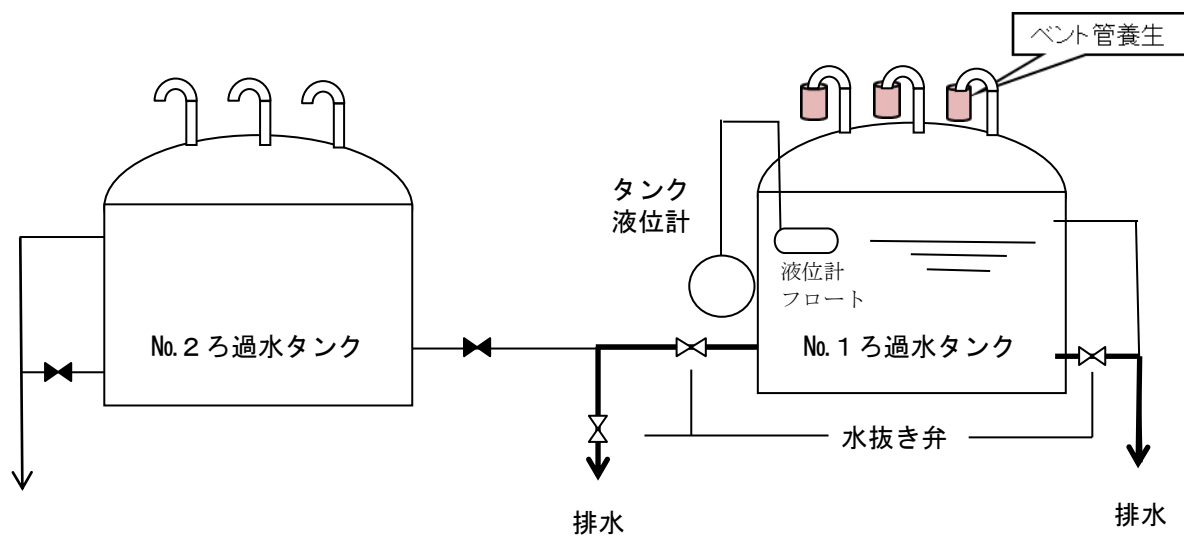 ベント管養生
タンク
液位計
液位計
フロート
№.２ろ過水タンク
№.１ろ過水タンク
水抜き弁
排水
排水